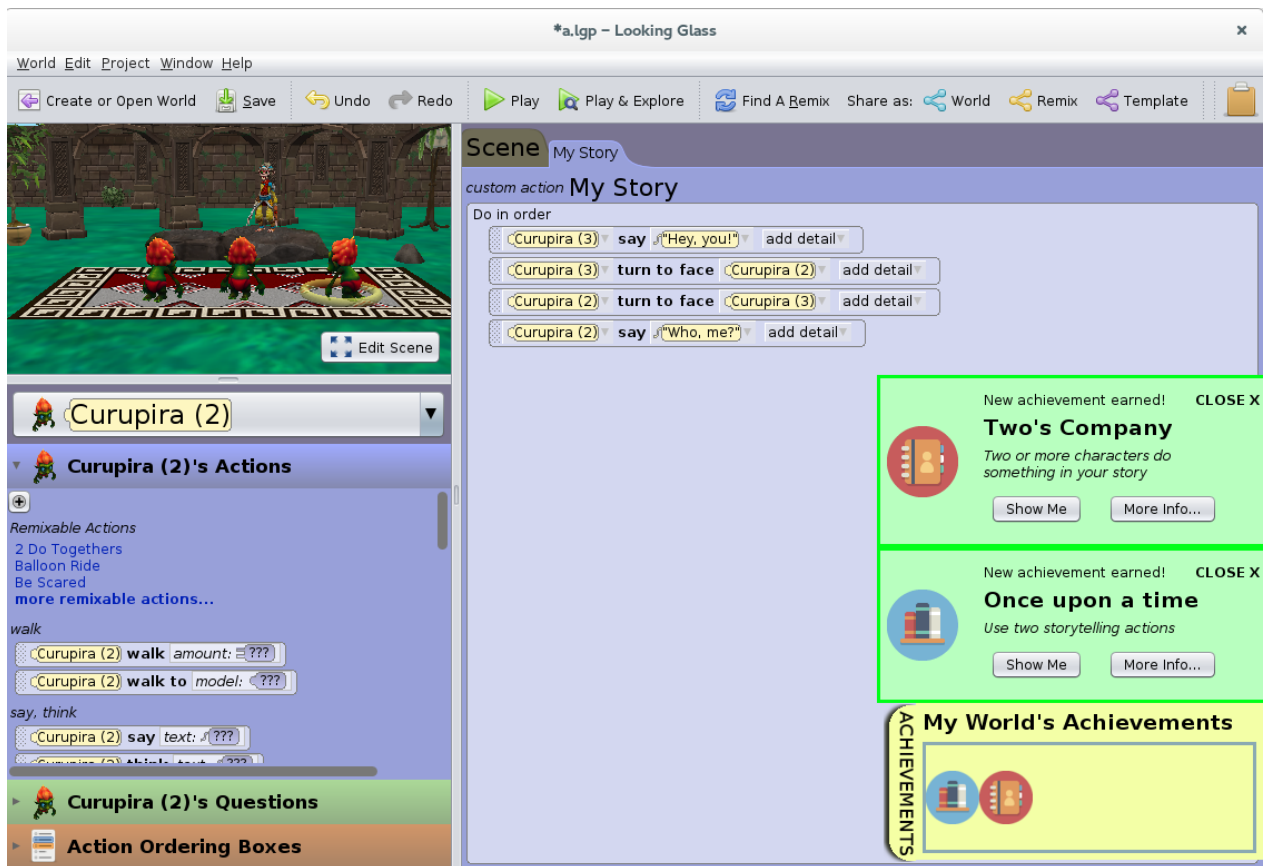 *a.lgp – Looking Glass
World Edit Project Window Help
Create or Open World Save Undo Redo Play Play & Explore Find A Remix Share as: World Remix Template
Edit Scene
Curupira (2)
Curupira (2)'s Actions
Remixable Actions
2 Do Togethers
Balloon Ride
Be Scared
more remixable actions...
walk
Curupira (2) walk amount: ???
Curupira (2) walk to model: ???
say, think
Curupira (2) say text: ???
Curupira (2) think text: ???
Curupira (2)'s Questions
Action Ordering Boxes
Scene My Story
custom action My Story
Do in order
Curupira (3) say "Hey, you!" add detail
Curupira (3) turn to face Curupira (2) add detail
Curupira (2) turn to face Curupira (3) add detail
Curupira (2) say "Who, me?" add detail
New achievement earned! CLOSE X
Two's Company
Two or more characters do
something in your story
Show Me More Info...
New achievement earned! CLOSE X
Once upon a time
Use two storytelling actions
Show Me More Info...
ACHIEVEMENTS
My World's Achievements